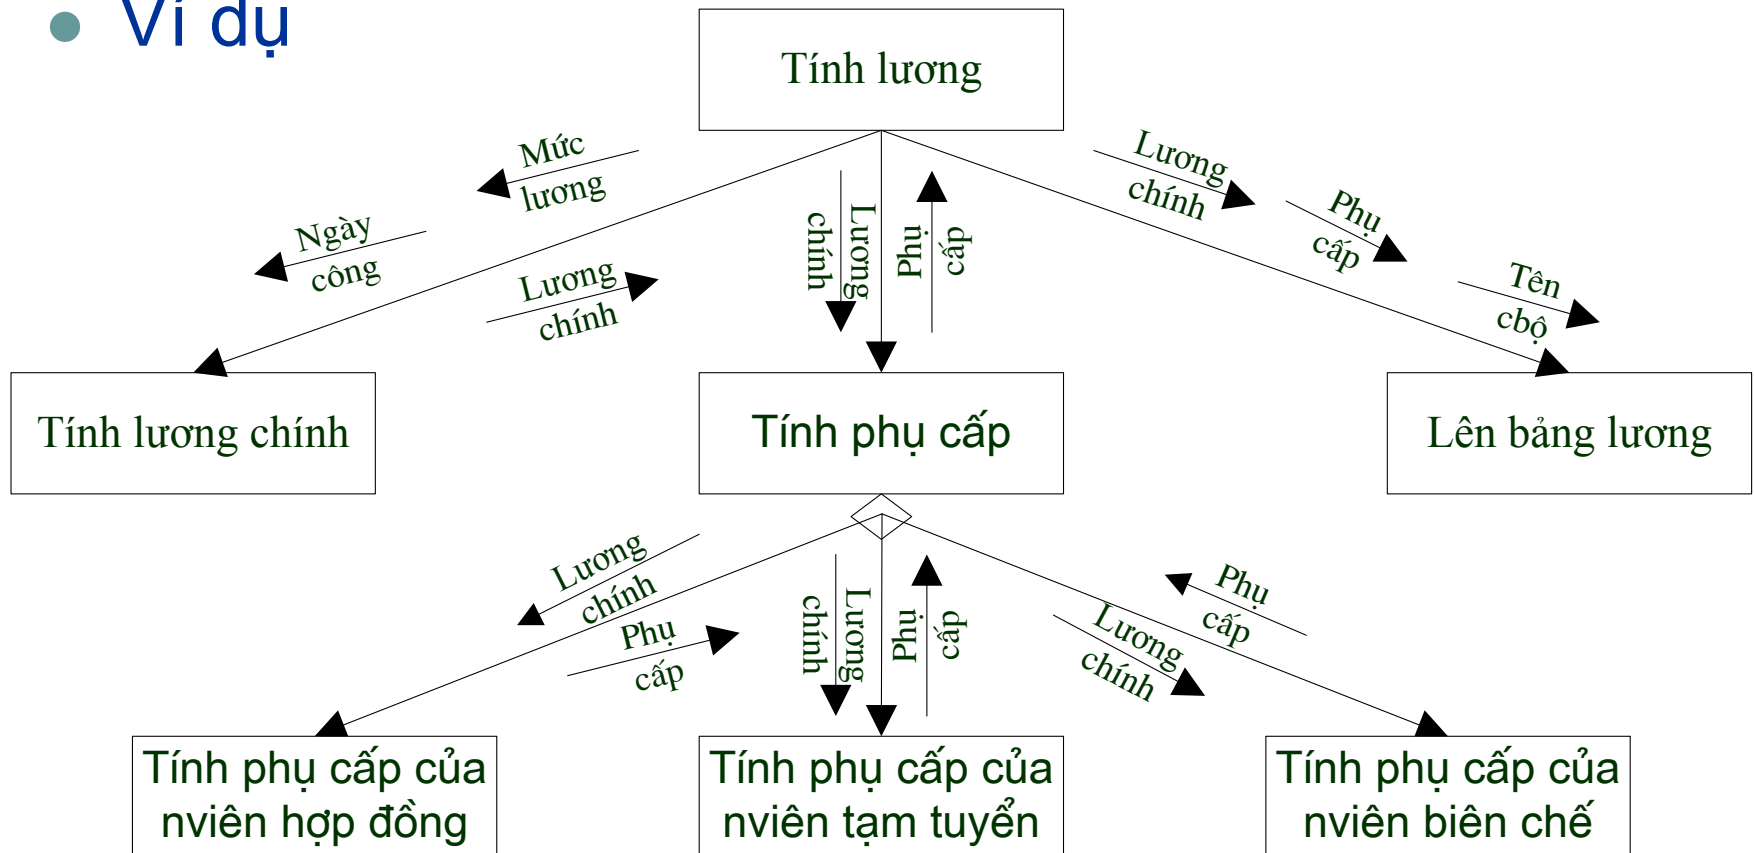 Ví dụ
Tính lương
Mức
lương
Ngày
công
Lương
chính
Lương
chính
Phụ
cấp
Lương
chính
Phụ
cấp
Tên
cbộ
Tính lương chính
Tính phụ cấp
Lên bảng lương
Lương
chính
Phụ
cấp
Lương
chính
Phụ
cấp
Lương
chính
Phụ
cấp
Tính phụ cấp của
nviên hợp đồng
Tính phụ cấp của
nviên tạm tuyển
Tính phụ cấp của
nviên biên chế